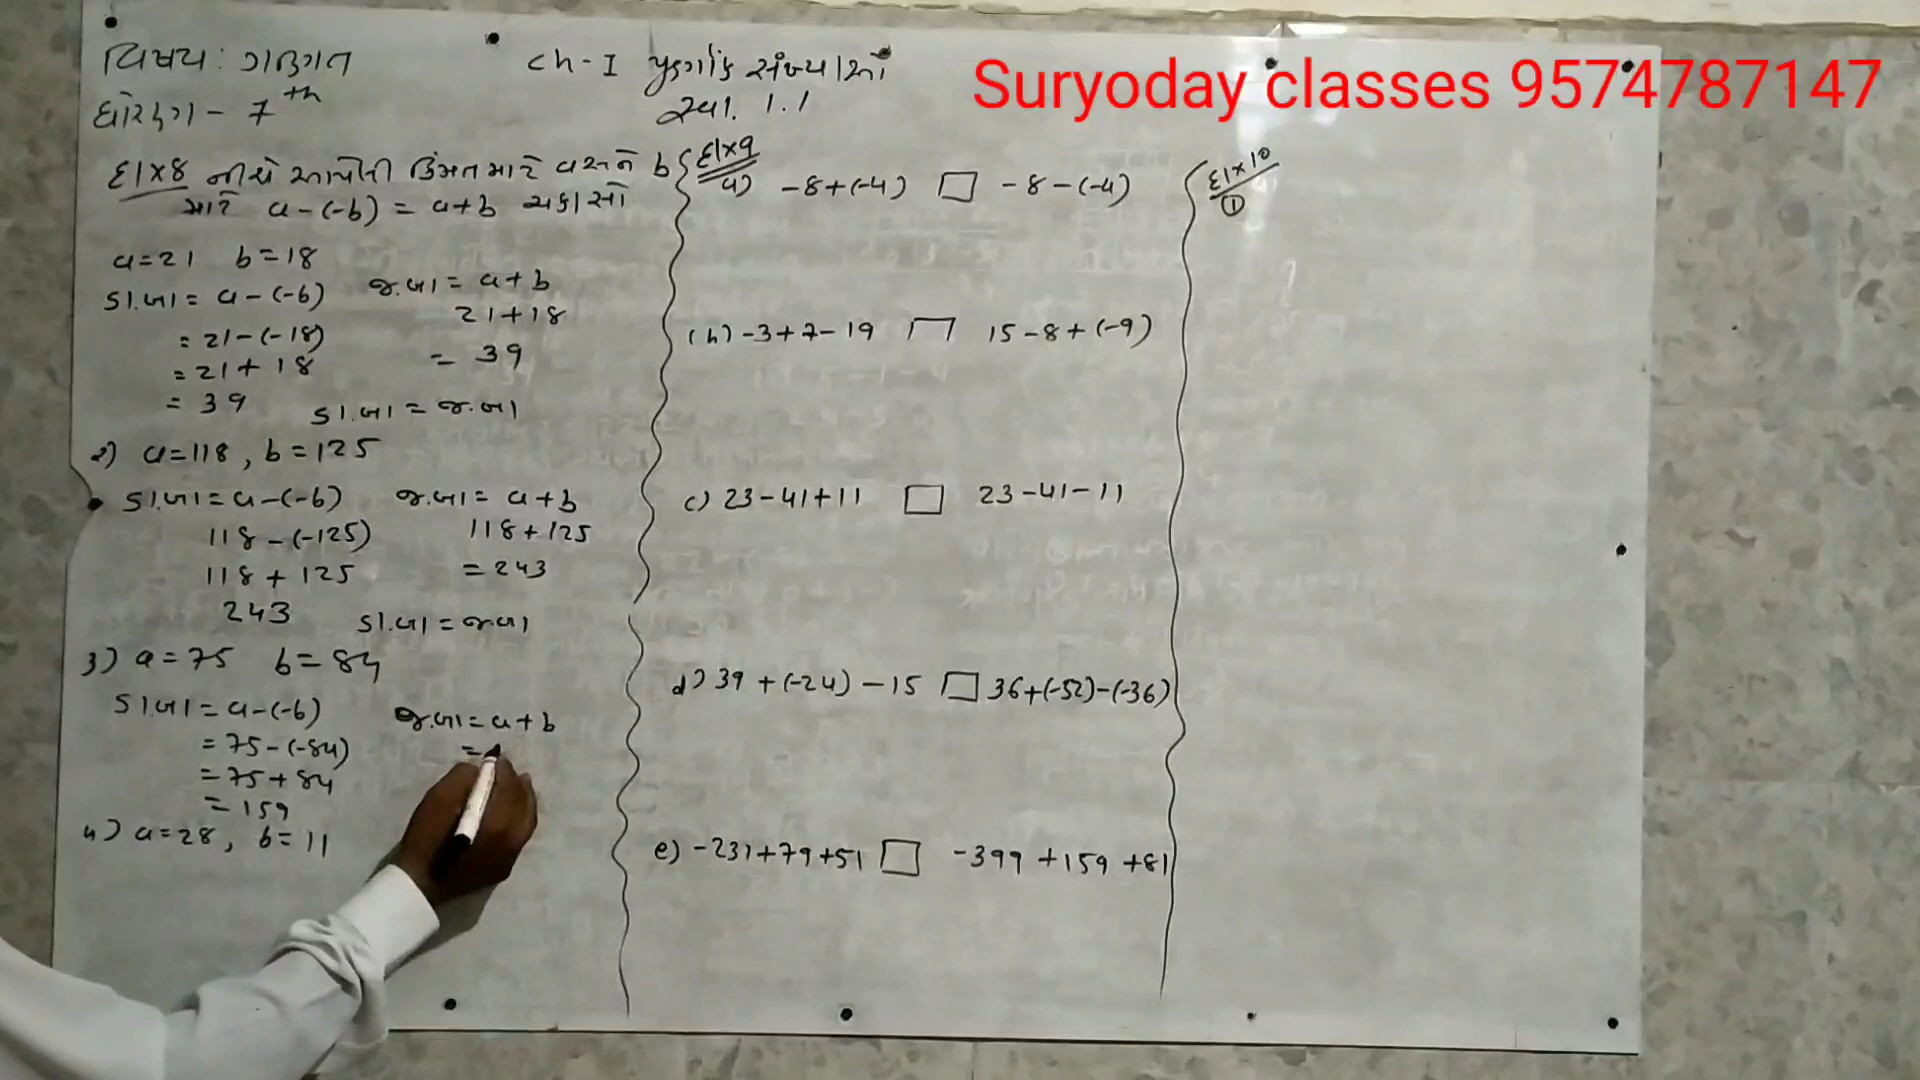 વિષય : ગણિત
ધોરણ - 7th
Ch-I પૂર્ણાંક સંખ્યાઓ
સ્વા. 1.1
Suryoday classes 9574787147
દાખ8 નીચે આપેલી કિંમત માટે a અને b
માટે a-(-b) = a+b ચકાસો
a=21 b=18
ડા.બા = a-(-b)
= 21-(-18)
= 21+18
= 39
જ.બા = a+b
21+18
= 39
ડા.બા = જ.બા
2) a=118, b=125
ડા.બા = a-(-b)
118-(-125)
118+125
243
જ.બા = a+b
118+125
= 243
ડા.બા = જ.બા
3) a=75 b=84
ડા.બા = a-(-b)
= 75-(-84)
= 75+84
= 159
જ.બા = a+b
=
4) a=28, b=11
દાx9
a) -8+(-4) □ -8-(-4)
(b) -3+7-19 □ 15-8+(-9)
c) 23-41+11 □ 23-41-11
d) 39+(-24)-15 □ 36+(-52)-(-36)
e) -231+79+51 □ -399+159+81
દાx10
①